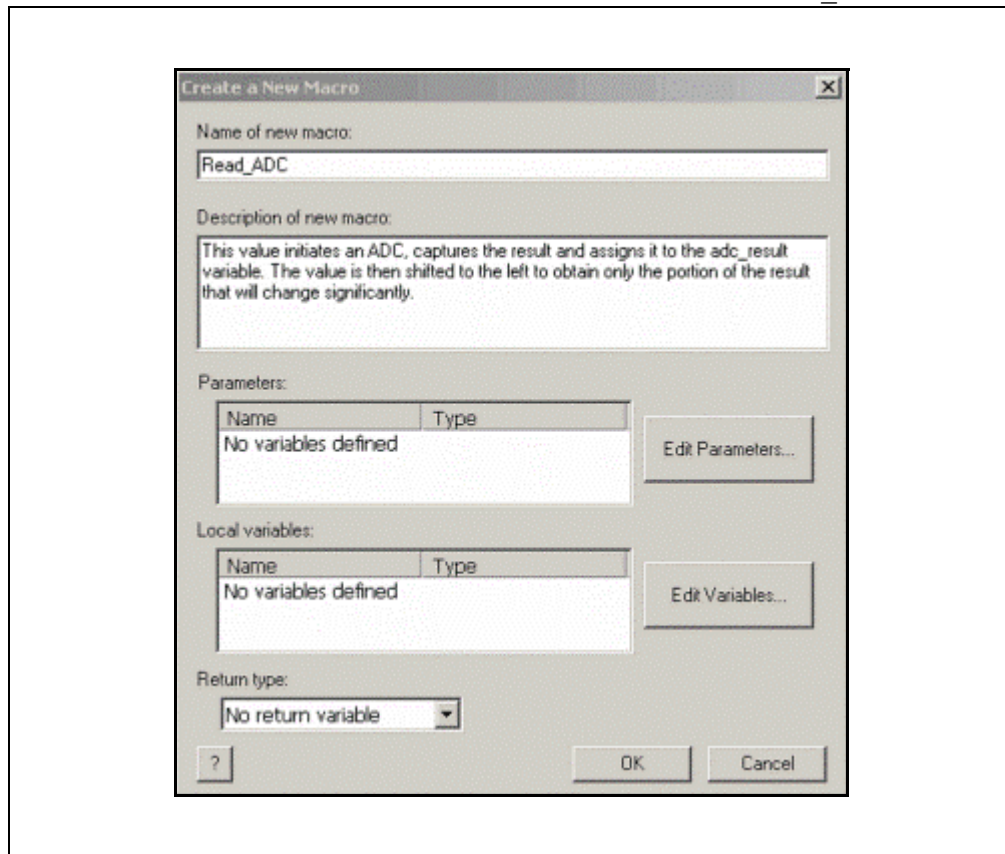 Create a New Macro
Name of new macro:
Read_ADC
Description of new macro:
This value initiates an ADC, captures the result and assigns it to the adc_result
variable. The value is then shifted to the left to obtain only the portion of the result
that will change significantly.
Parameters:
Name Type
No variables defined
Edit Parameters...
Local variables:
Name Type
No variables defined
Edit Variables...
Return type:
No return variable
? OK Cancel